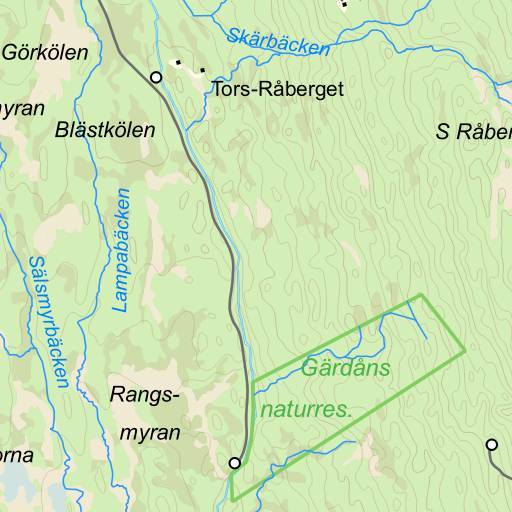 Skärbäcken
Görkölen
Tors-Råberget
myran
Blästkölen
S Råber
Lampabäcken
Sälsmyrbäcken
Gärdåns
naturres.
Rangs-
myran
orna